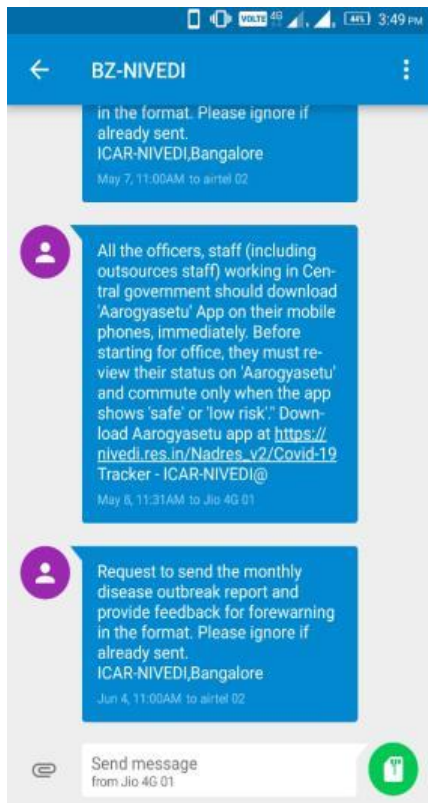 VOLTE 4G 44% 3:49 PM
BZ-NIVEDI
in the format. Please ignore if
already sent.
ICAR-NIVEDI,Bangalore
May 7, 11:00AM to airtel 02
All the officers, staff (including
outsources staff) working in Cen-
tral government should download
'Aarogyasetu' App on their mobile
phones, immediately. Before
starting for office, they must re-
view their status on 'Aarogyasetu'
and commute only when the app
shows 'safe' or 'low risk'." Down-
load Aarogyasetu app at https://
nivedi.res.in/Nadres_v2/Covid-19
Tracker - ICAR-NIVEDI@
May 8, 11:31AM to Jio 4G 01
Request to send the monthly
disease outbreak report and
provide feedback for forewarning
in the format. Please ignore if
already sent.
ICAR-NIVEDI,Bangalore
Jun 4, 11:00AM to airtel 02
Send message
from Jio 4G 01